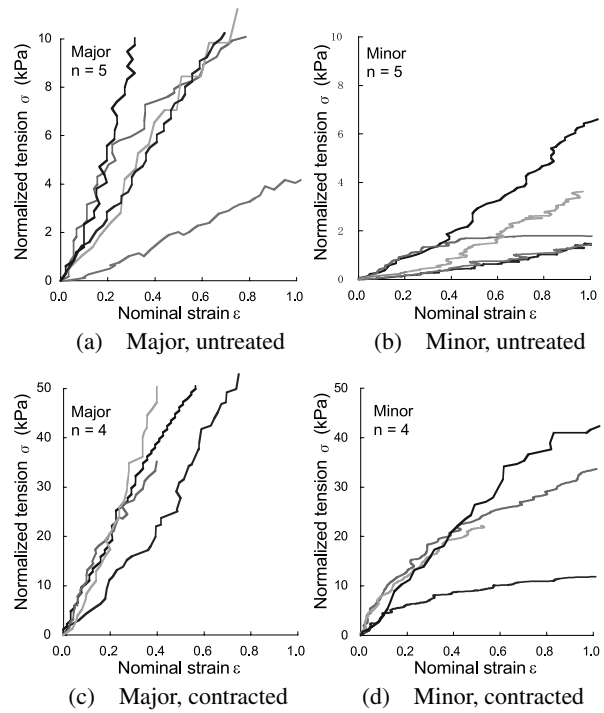 Normalized tension σ (kPa)
10
8
6
4
2
0
Major
n = 5
0.0 0.2 0.4 0.6 0.8 1.0
Nominal strain ε
(a) Major, untreated
Normalized tension σ (kPa)
10
8
6
4
2
0
Minor
n = 5
0.0 0.2 0.4 0.6 0.8 1.0
Nominal strain ε
(b) Minor, untreated
Normalized tension σ (kPa)
50
40
30
20
10
0
Major
n = 4
0.0 0.2 0.4 0.6 0.8 1.0
Nominal strain ε
(c) Major, contracted
Normalized tension σ (kPa)
50
40
30
20
10
0
Minor
n = 4
0.0 0.2 0.4 0.6 0.8 1.0
Nominal strain ε
(d) Minor, contracted